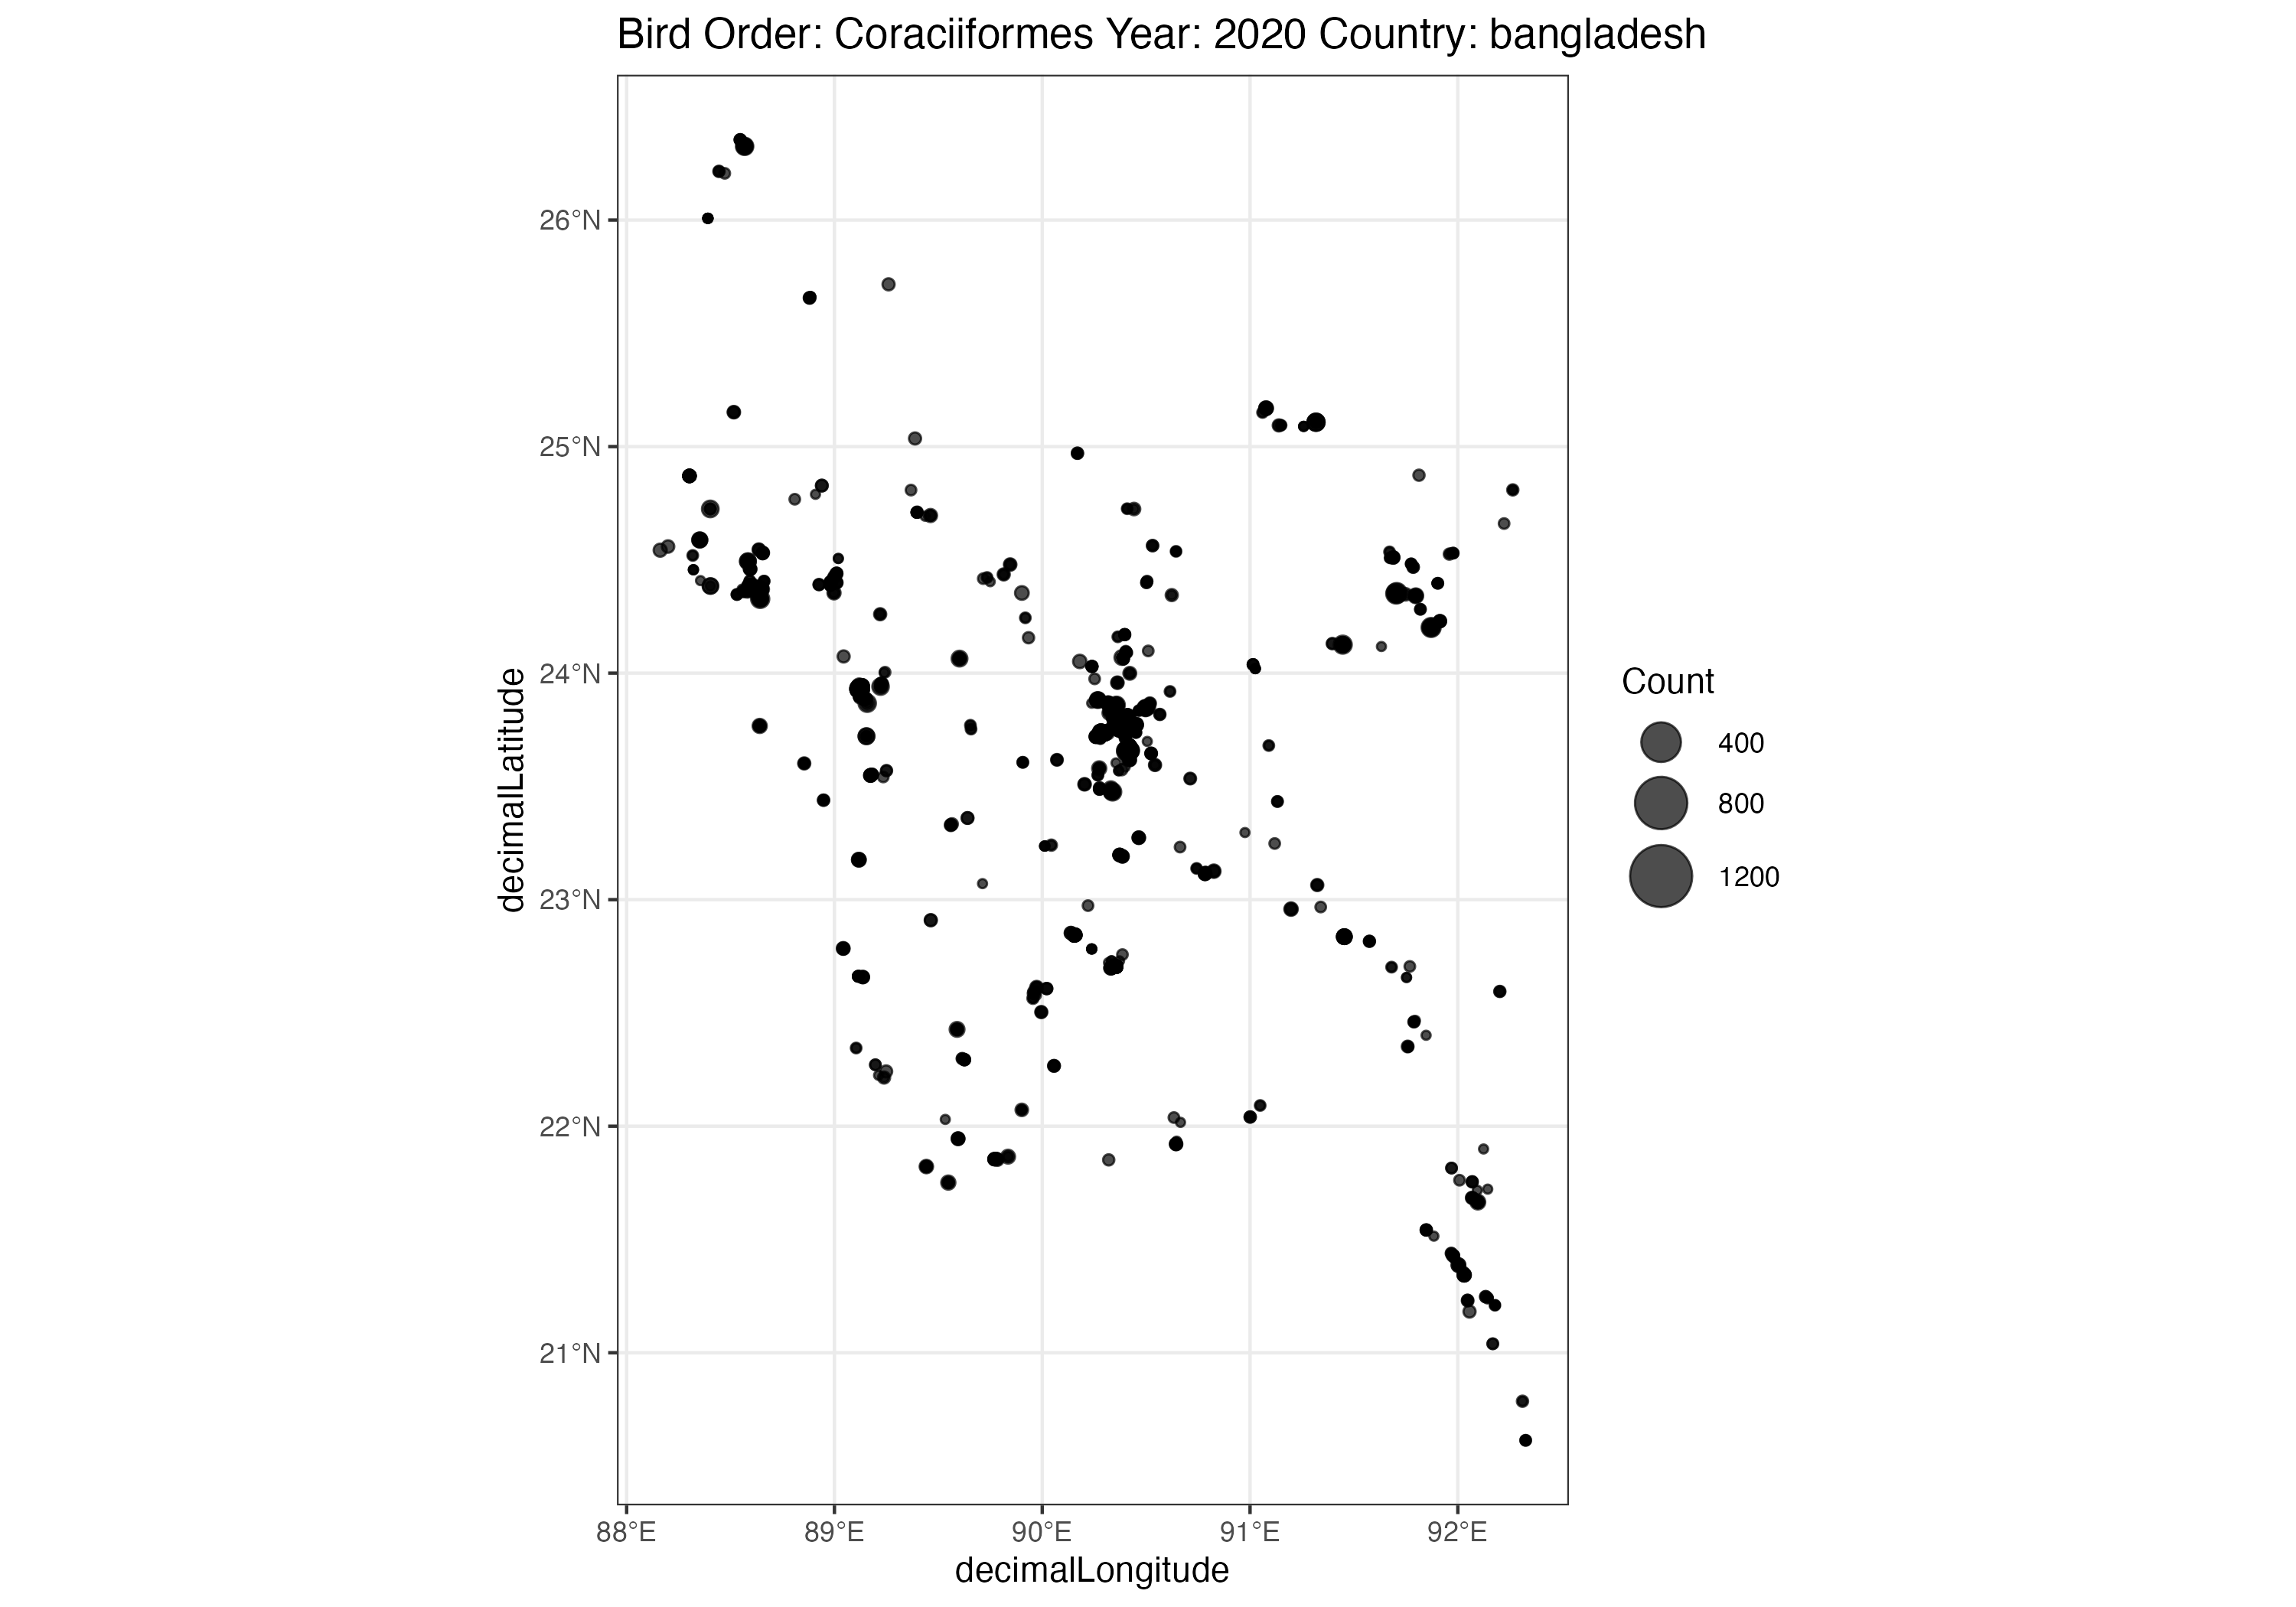 Bird Order: Coraciiformes Year: 2020 Country: bangladesh
26°N
25°N
24°N
23°N
22°N
21°N
decimalLatitude
88°E 89°E 90°E 91°E 92°E
decimalLongitude
Count
400
800
1200